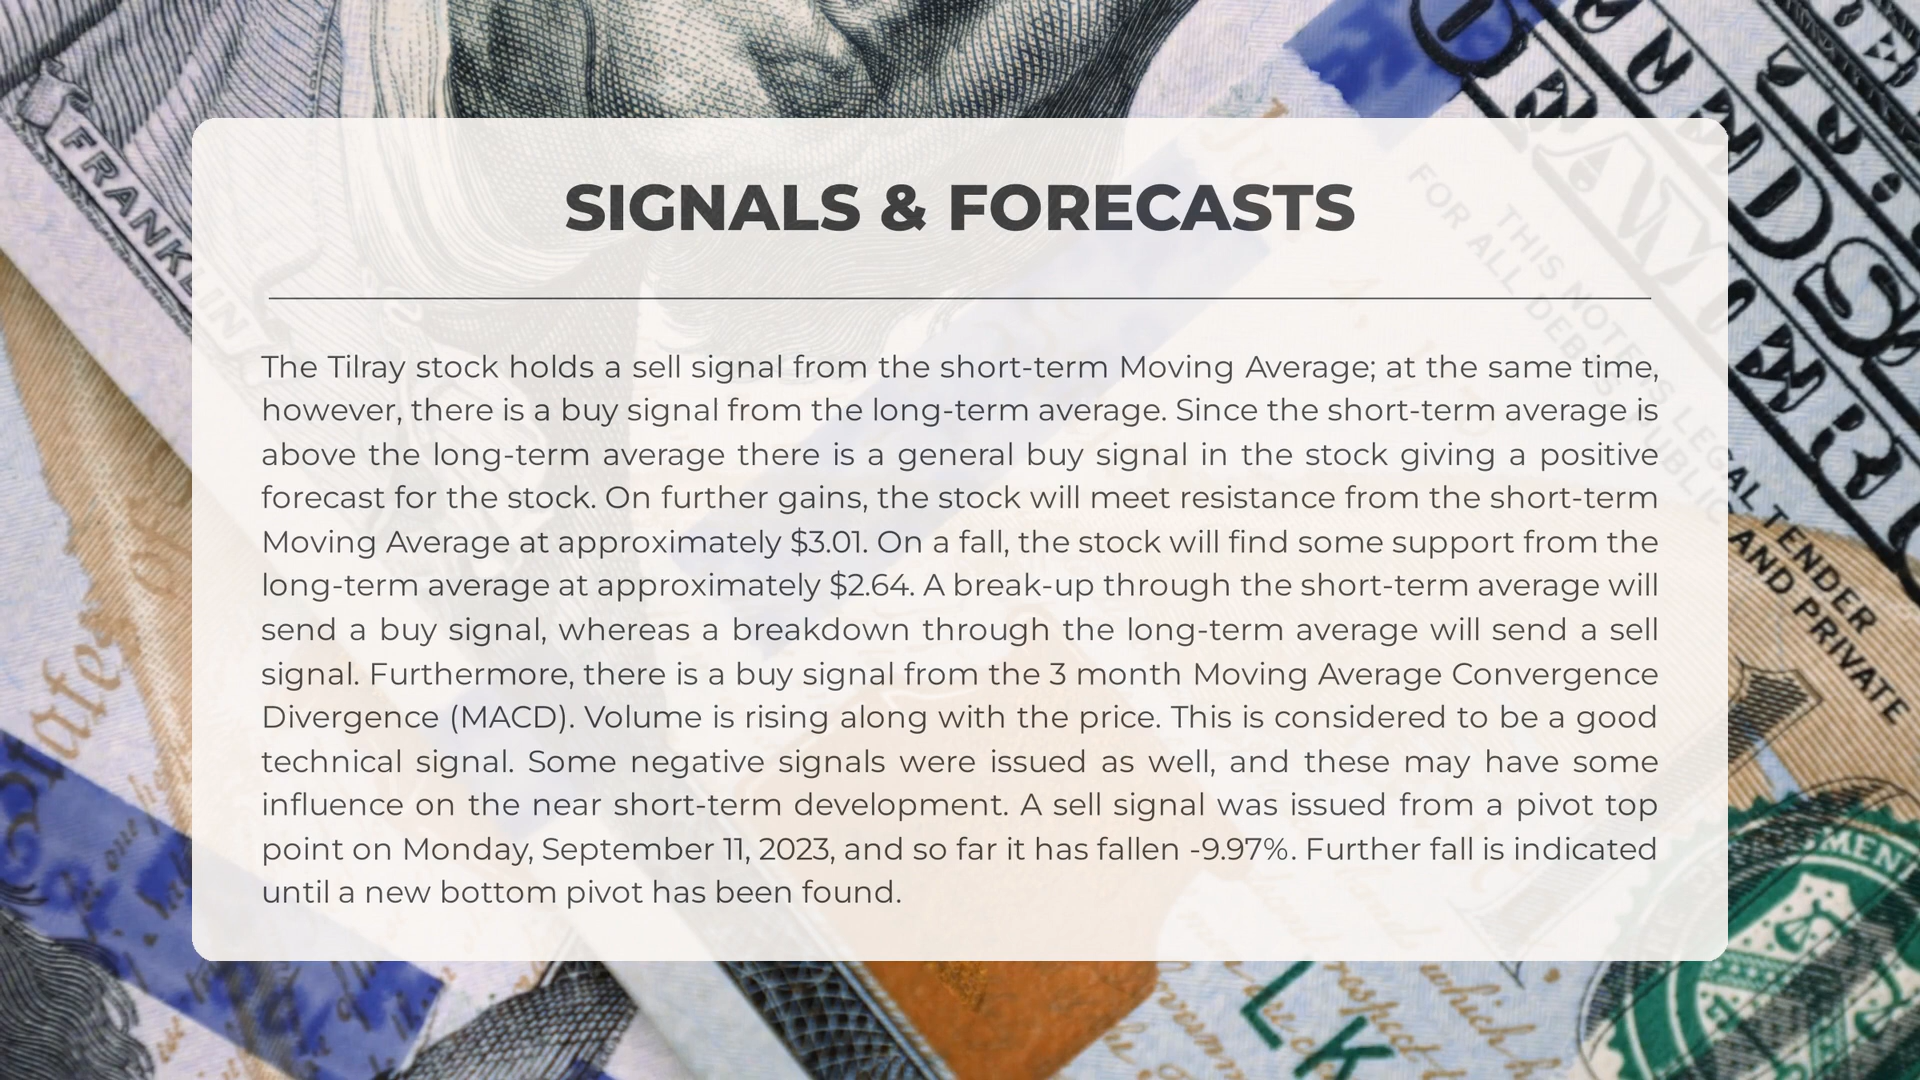 FRANKLIN
SIGNALS & FORECASTS
THIS NOTE IS LEGAL TENDER
FOR ALL DEBTS, PUBLIC AND PRIVATE
The Tilray stock holds a sell signal from the short-term Moving Average; at the same time,
however, there is a buy signal from the long-term average. Since the short-term average is
above the long-term average there is a general buy signal in the stock giving a positive
forecast for the stock. On further gains, the stock will meet resistance from the short-term
Moving Average at approximately $3.01. On a fall, the stock will find some support from the
long-term average at approximately $2.64. A break-up through the short-term average will
send a buy signal, whereas a breakdown through the long-term average will send a sell
signal. Furthermore, there is a buy signal from the 3 month Moving Average Convergence
Divergence (MACD). Volume is rising along with the price. This is considered to be a good
technical signal. Some negative signals were issued as well, and these may have some
influence on the near short-term development. A sell signal was issued from a pivot top
point on Monday, September 11, 2023, and so far it has fallen -9.97%. Further fall is indicated
until a new bottom pivot has been found.